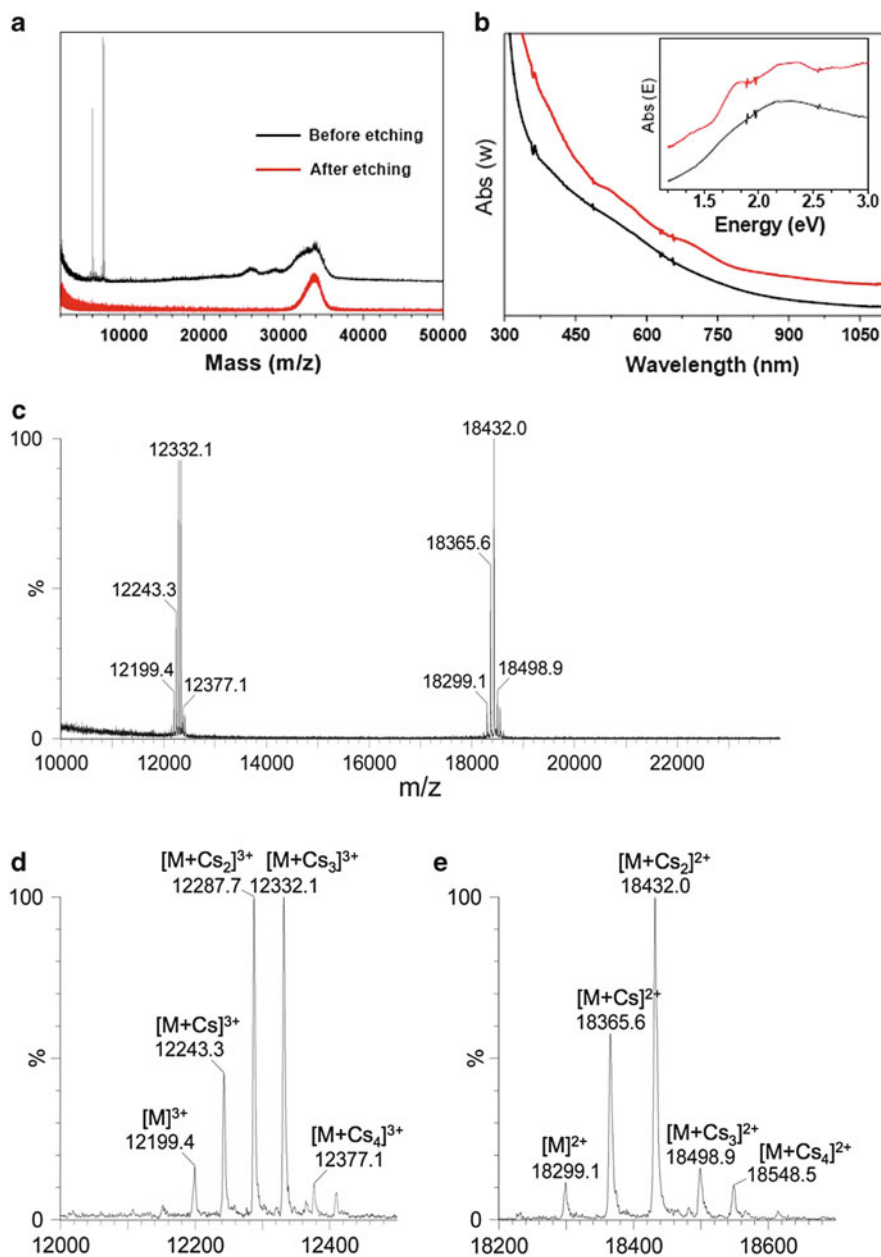 a
Before etching
After etching
10000 20000 30000 40000 50000
Mass (m/z)
b
Abs (w)
Abs (E)
1.5 2.0 2.5 3.0
Energy (eV)
300 450 600 750 900 1050
Wavelength (nm)
c
100
%
0
12332.1
12243.3
12199.4
12377.1
18432.0
18365.6
18299.1
18498.9
10000 12000 14000 16000 18000 20000 22000
m/z
d
[M+Cs₂]³⁺ [M+Cs₃]³⁺
12287.7 12332.1
100
[M+Cs]³⁺
12243.3
%
[M]³⁺
12199.4
[M+Cs₄]³⁺
12377.1
0
12000 12200 12400
e
[M+Cs₂]²⁺
18432.0
100
[M+Cs]²⁺
18365.6
%
[M]²⁺
18299.1
[M+Cs₃]²⁺
18498.9
[M+Cs₄]²⁺
18548.5
0
18200 18400 18600